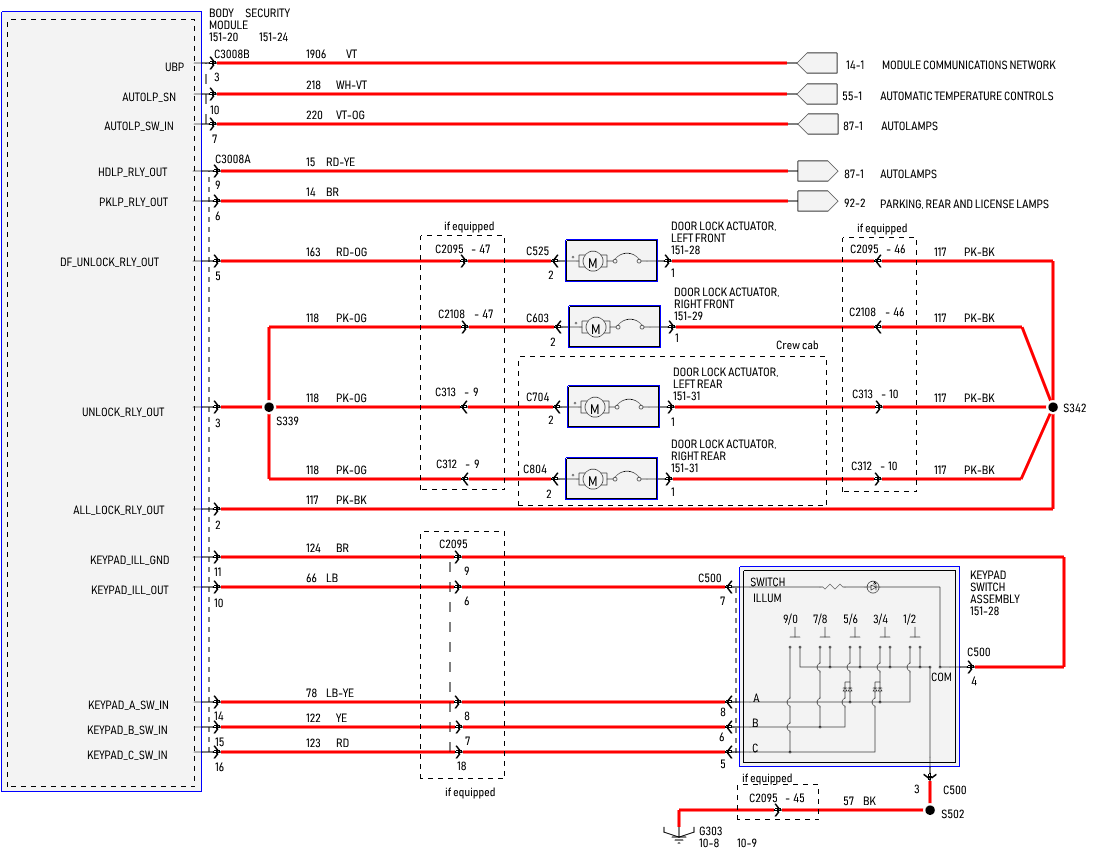 BODY SECURITY
MODULE
151-20 151-24
UBP C3008B 1906 VT 14-1 MODULE COMMUNICATIONS NETWORK
3
AUTOLP_SN 218 WH-VT 55-1 AUTOMATIC TEMPERATURE CONTROLS
10
AUTOLP_SW_IN 220 VT-OG 87-1 AUTOLAMPS
7
C3008A
HDLP_RLY_OUT 15 RD-YE 87-1 AUTOLAMPS
9
PKLP_RLY_OUT 14 BR 92-2 PARKING, REAR AND LICENSE LAMPS
6
if equipped
DOOR LOCK ACTUATOR,
LEFT FRONT
151-28
if equipped
DF_UNLOCK_RLY_OUT 163 RD-OG C2095 - 47 C525 M C2095 - 46 117 PK-BK
5 2 1
DOOR LOCK ACTUATOR,
RIGHT FRONT
151-29
118 PK-OG C2108 - 47 C603 M C2108 - 46 117 PK-BK
2 1
Crew cab
DOOR LOCK ACTUATOR,
LEFT REAR
151-31
UNLOCK_RLY_OUT 118 PK-OG C313 - 9 C704 M C313 - 10 117 PK-BK S342
3 S339 2 1
DOOR LOCK ACTUATOR,
RIGHT REAR
151-31
118 PK-OG C312 - 9 C804 M C312 - 10 117 PK-BK
2 1
ALL_LOCK_RLY_OUT 117 PK-BK
2
KEYPAD_ILL_GND 124 BR C2095
11 9
KEYPAD_ILL_OUT 66 LB C500 SWITCH
10 6 7 ILLUM
KEYPAD
SWITCH
ASSEMBLY
151-28
9/0 7/8 5/6 3/4 1/2
C500
COM 4
KEYPAD_A_SW_IN 78 LB-YE A
14 8 8
KEYPAD_B_SW_IN 122 YE B
15 7 6
KEYPAD_C_SW_IN 123 RD C
16 18 5
if equipped
if equipped
3 C500
C2095 - 45 57 BK S502
G303
10-8 10-9